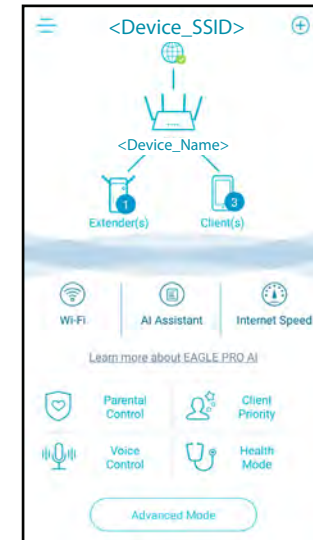 <Device_SSID>
<Device_Name>
1
3
Extender(s) Client(s)
Wi-Fi AI Assistant Internet Speed
Learn more about EAGLE PRO AI
Parental Control
Client Priority
Voice Control
Health Mode
Advanced Mode